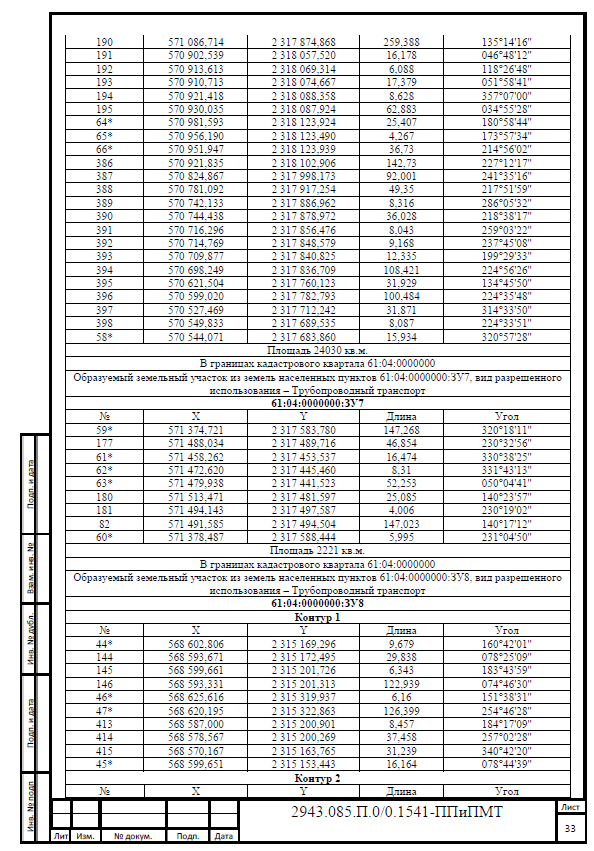 190 571 086,714 2 317 874,868 259,388 135°14'16"
191 570 902,539 2 318 057,520 16,178 046°48'12"
192 570 913,613 2 318 069,314 6,088 118°26'48"
193 570 910,713 2 318 074,667 17,379 051°58'41"
194 570 921,418 2 318 088,358 8,628 357°07'00"
195 570 930,035 2 318 087,924 62,883 034°55'28"
64* 570 981,593 2 318 123,924 25,407 180°58'44"
65* 570 956,190 2 318 123,490 4,267 173°57'34"
66* 570 951,947 2 318 123,939 36,73 214°56'02"
386 570 921,835 2 318 102,906 142,73 227°12'17"
387 570 824,867 2 317 998,173 92,001 241°35'16"
388 570 781,092 2 317 917,254 49,35 217°51'59"
389 570 742,133 2 317 886,962 8,316 286°05'32"
390 570 744,438 2 317 878,972 36,028 218°38'17"
391 570 716,296 2 317 856,476 8,043 259°03'22"
392 570 714,769 2 317 848,579 9,168 237°45'08"
393 570 709,877 2 317 840,825 12,335 199°29'33"
394 570 698,249 2 317 836,709 108,421 224°56'26"
395 570 621,504 2 317 760,123 31,929 134°45'50"
396 570 599,020 2 317 782,793 100,484 224°35'48"
397 570 527,469 2 317 712,242 31,871 314°33'50"
398 570 549,833 2 317 689,535 8,087 224°33'51"
58* 570 544,071 2 317 683,860 15,934 320°57'28"
Площадь 24030 кв.м.
В границах кадастрового квартала 61:04:0000000
Образуемый земельный участок из земель населенных пунктов 61:04:0000000:ЗУ7, вид разрешенного
использования – Трубопроводный транспорт
61:04:0000000:ЗУ7
№ X Y Длина Угол
59* 571 374,721 2 317 583,780 147,268 320°18'11"
177 571 488,034 2 317 489,716 46,854 230°32'56"
61* 571 458,262 2 317 453,537 16,474 330°38'25"
62* 571 472,620 2 317 445,460 8,31 331°43'13"
63* 571 479,938 2 317 441,523 52,253 050°04'41"
180 571 513,471 2 317 481,597 25,085 140°23'57"
181 571 494,143 2 317 497,587 4,006 230°19'02"
82 571 491,585 2 317 494,504 147,023 140°17'12"
60* 571 378,487 2 317 588,444 5,995 231°04'50"
Площадь 2221 кв.м.
В границах кадастрового квартала 61:04:0000000
Образуемый земельный участок из земель населенных пунктов 61:04:0000000:ЗУ8, вид разрешенного
использования – Трубопроводный транспорт
61:04:0000000:ЗУ8
Контур 1
№ X Y Длина Угол
44* 568 602,806 2 315 169,296 9,679 160°42'01"
144 568 593,671 2 315 172,495 29,838 078°25'09"
145 568 599,661 2 315 201,726 6,343 183°43'59"
146 568 593,331 2 315 201,313 122,939 074°46'30"
46* 568 625,616 2 315 319,937 6,16 151°38'31"
47* 568 620,195 2 315 322,863 126,399 254°46'28"
413 568 587,000 2 315 200,901 8,457 184°17'09"
414 568 578,567 2 315 200,269 37,458 257°02'28"
415 568 570,167 2 315 163,765 31,239 340°42'20"
45* 568 599,651 2 315 153,443 16,164 078°44'39"
Контур 2
№ X Y Длина Угол
Подп. и дата
Взам. инв. №
Инв. № дубл.
Подп. и дата
Инв. № подп
Лит Изм. № докум. Подп. Дата
2943.085.П.0/0.1541-ППиПМТ
Лист
33